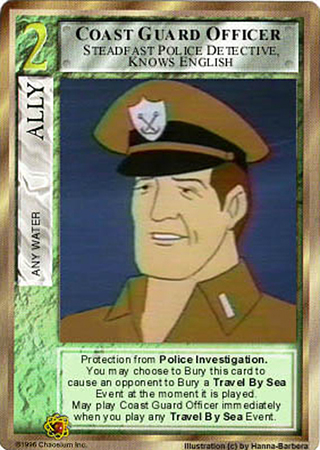 2
COAST GUARD OFFICER
STEADFAST POLICE DETECTIVE,
KNOWS ENGLISH
ALLY
ANY WATER
Protection from Police Investigation.
You may choose to Bury this card to
cause an opponent to Bury a Travel By Sea
Event at the moment it is played.
May play Coast Guard Officer immediately
when you play any Travel By Sea Event.
©1996 Chaosium Inc.
Illustration (c) by Hanna-Barbera